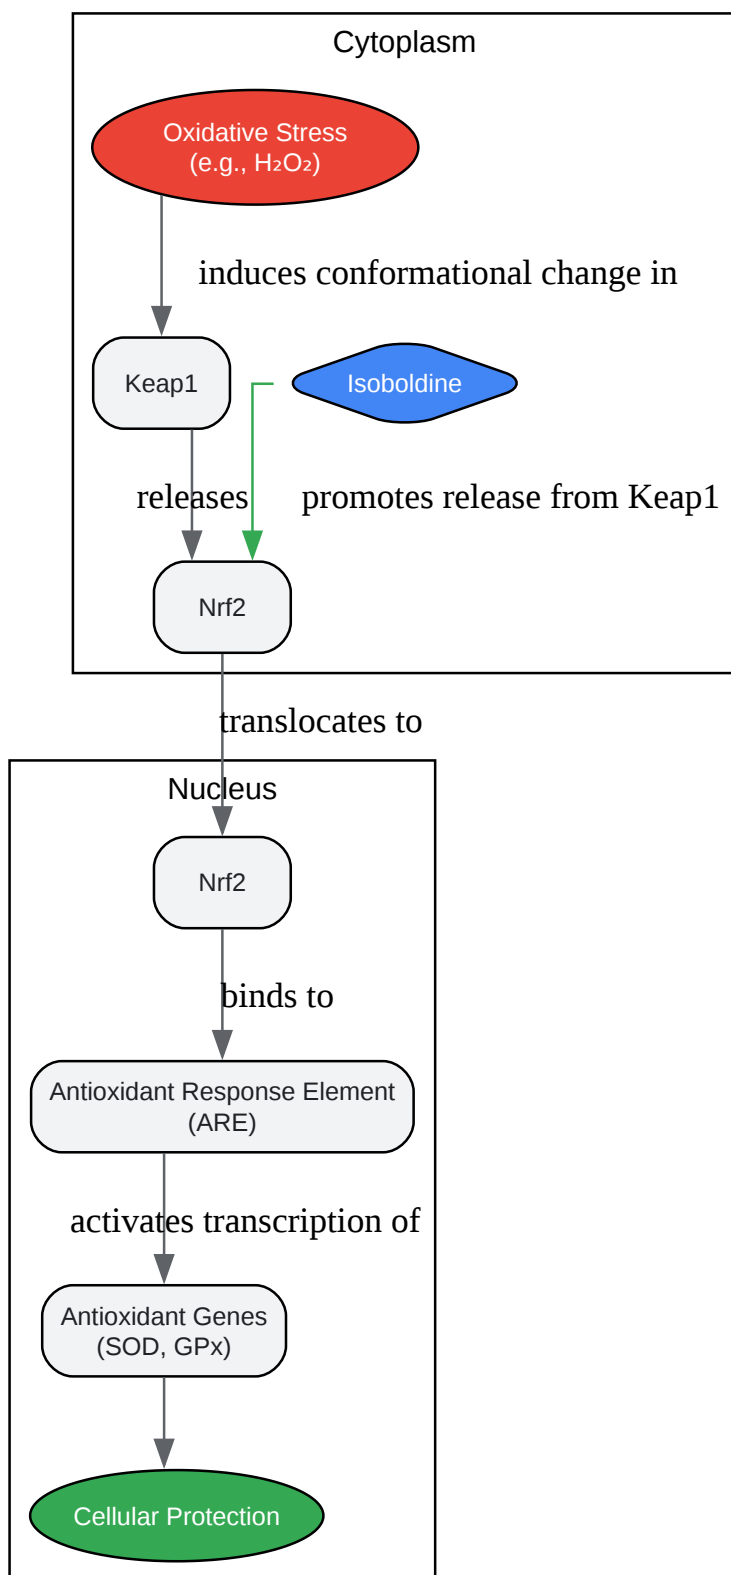 Cytoplasm
Oxidative Stress
(e.g., H₂O₂)
induces conformational change in
Keap1
Isoboldine
releases
promotes release from Keap1
Nrf2
translocates to
Nucleus
Nrf2
binds to
Antioxidant Response Element
(ARE)
activates transcription of
Antioxidant Genes
(SOD, GPx)
Cellular Protection